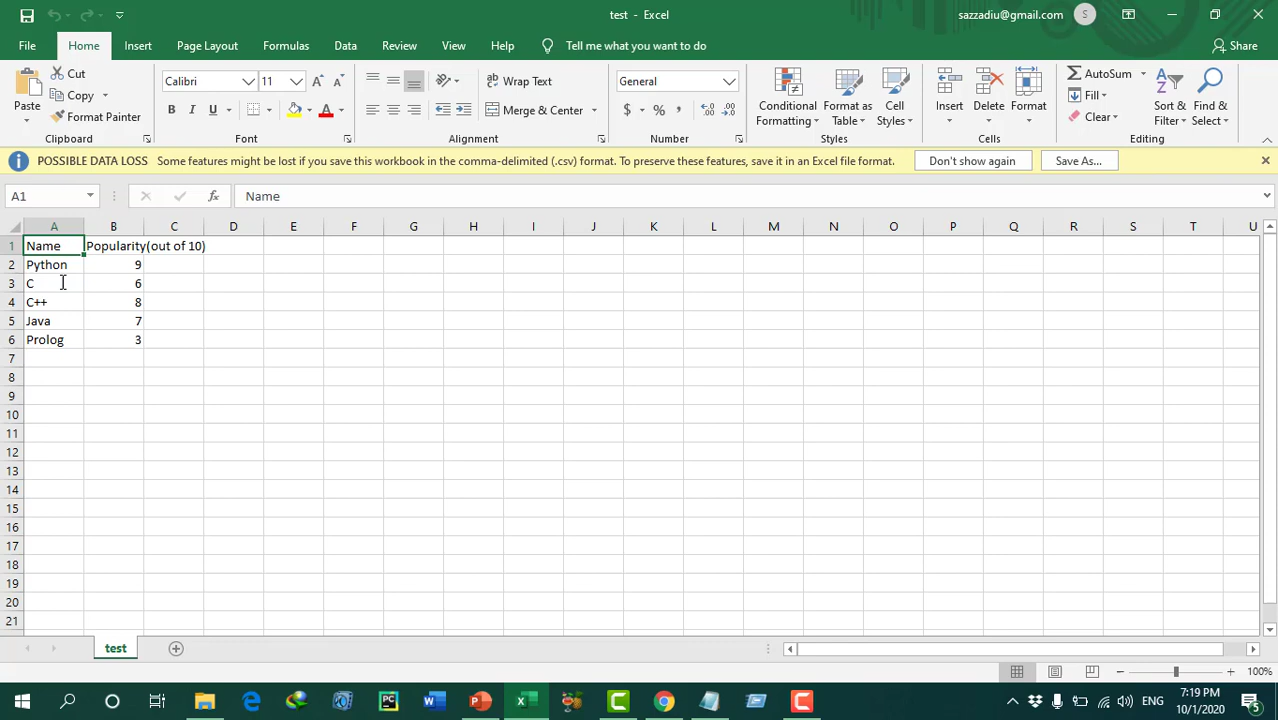 test - Excel
sazzadiu@gmail.com
S
File
Home
Insert
Page Layout
Formulas
Data
Review
View
Help
Tell me what you want to do
Share
Paste
Cut
Copy
Format Painter
Clipboard
Calibri
11
B I U
Font
Wrap Text
Merge & Center
Alignment
General
$ % ,
Number
Conditional Formatting
Format as Table
Cell Styles
Styles
Insert
Delete
Format
Cells
AutoSum
Fill
Clear
Sort & Filter
Find & Select
Editing
POSSIBLE DATA LOSS Some features might be lost if you save this workbook in the comma-delimited (.csv) format. To preserve these features, save it in an Excel file format.
Don't show again
Save As...
A1
fx
Name
A B C D E F G H I J K L M N O P Q R S T U
1 Name Popularity(out of 10)
2 Python 9
3 C 6
4 C++ 8
5 Java 7
6 Prolog 3
7
8
9
10
11
12
13
14
15
16
17
18
19
20
21
test
100%
ENG
7:19 PM
10/1/2020
5